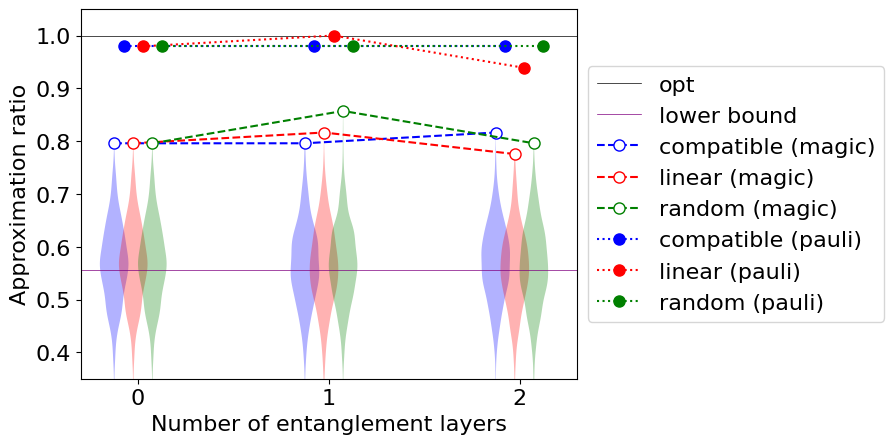 1.0
0.9
0.8
0.7
0.6
0.5
0.4
Approximation ratio
0 1 2
Number of entanglement layers
opt
lower bound
compatible (magic)
linear (magic)
random (magic)
compatible (pauli)
linear (pauli)
random (pauli)